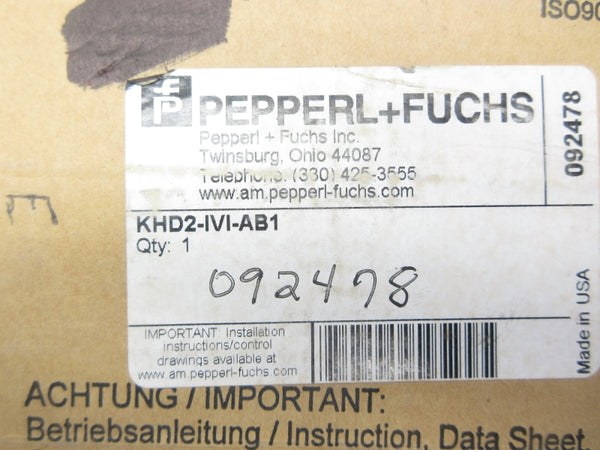 ISO90
PEPPERL+FUCHS
Pepperl + Fuchs Inc.
Twinsburg, Ohio 44087
Telephone: (330) 425-3555
www.am.pepperl-fuchs.com
092478
KHD2-IVI-AB1
Qty: 1
092478
Made in USA
IMPORTANT: Installation
instructions/control
drawings available at
www.am.pepperl-fuchs.com
ACHTUNG / IMPORTANT:
Betriebsanleitung / Instruction, Data Sheet,